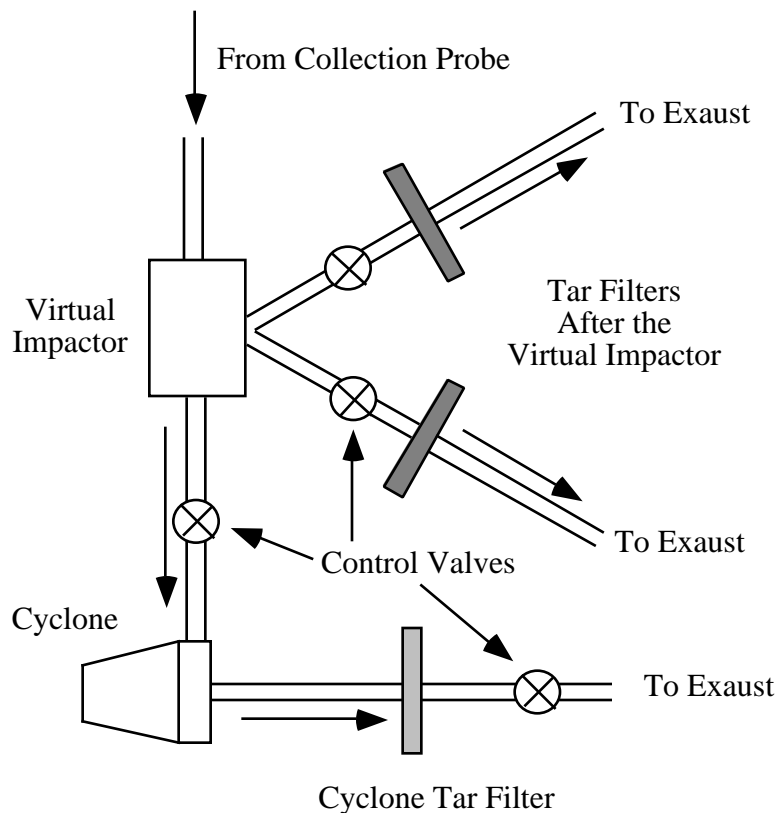 From Collection Probe
To Exaust
Virtual
Impactor
Tar Filters
After the
Virtual Impactor
To Exaust
Control Valves
Cyclone
To Exaust
Cyclone Tar Filter